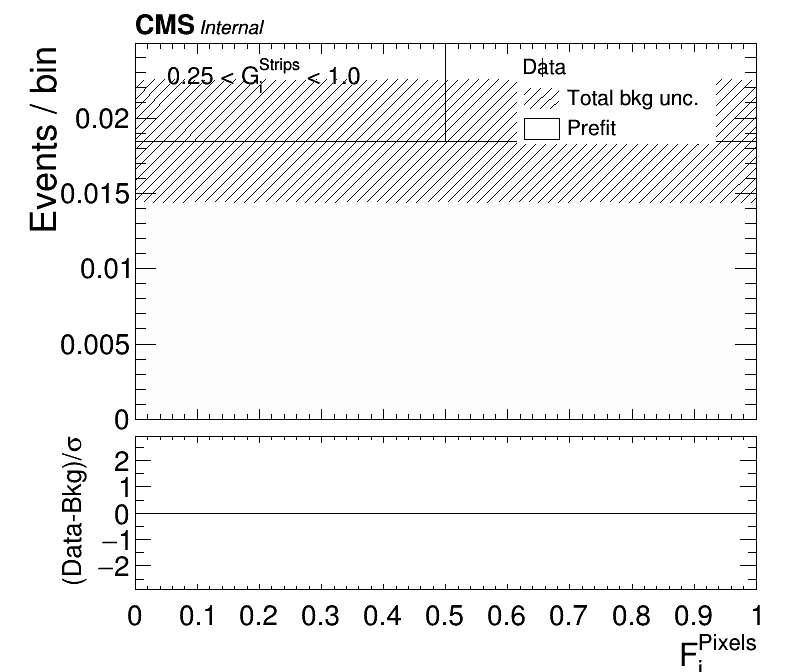 CMS Internal
Events / bin
0.25 < G_i^Strips < 1.0
Data
Total bkg unc.
Prefit
0.02
0.015
0.01
0.005
0
(Data-Bkg)/σ
2
1
0
−1
−2
0 0.1 0.2 0.3 0.4 0.5 0.6 0.7 0.8 0.9 1
F_i^Pixels